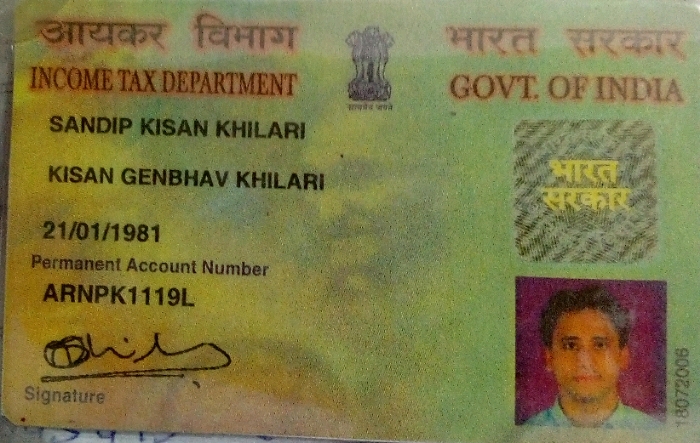 आयकर विभाग
भारत सरकार
INCOME TAX DEPARTMENT
GOVT. OF INDIA
सत्यमेव जयते
SANDIP KISAN KHILARI
KISAN GENBHAV KHILARI
भारत
सरकार
21/01/1981
Permanent Account Number
ARNPK1119L
Signature
18072006